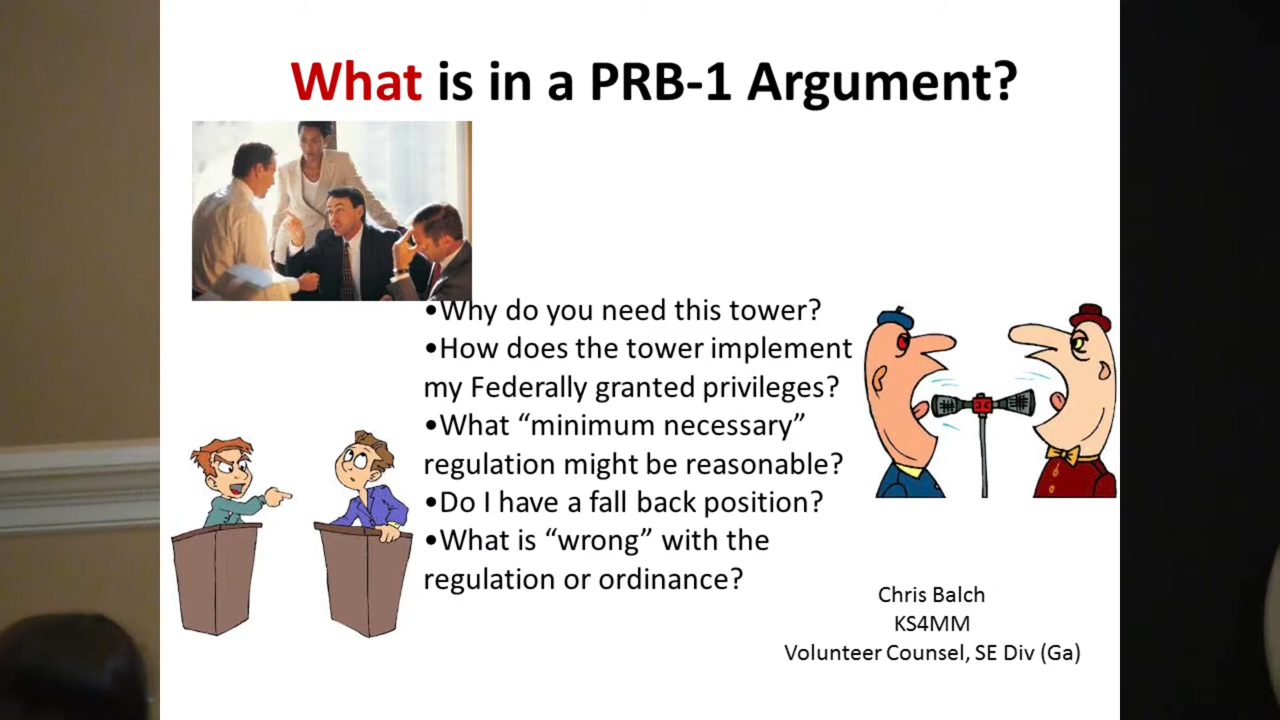 What is in a PRB-1 Argument?
•Why do you need this tower?
•How does the tower implement
my Federally granted privileges?
•What “minimum necessary”
regulation might be reasonable?
•Do I have a fall back position?
•What is “wrong” with the
regulation or ordinance?
Chris Balch
KS4MM
Volunteer Counsel, SE Div (Ga)